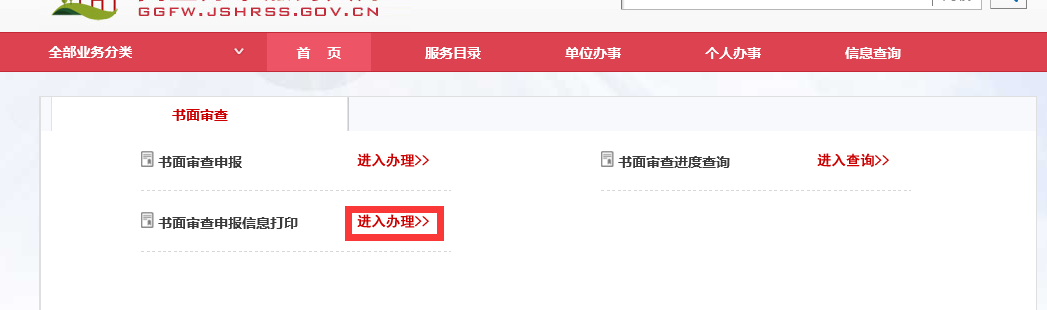 GGFW.JSHRSS.GOV.CN
全部业务分类 首 页 服务目录 单位办事 个人办事 信息查询
书面审查
书面审查申报 进入办理>> 书面审查进度查询 进入查询>>
书面审查申报信息打印 进入办理>>